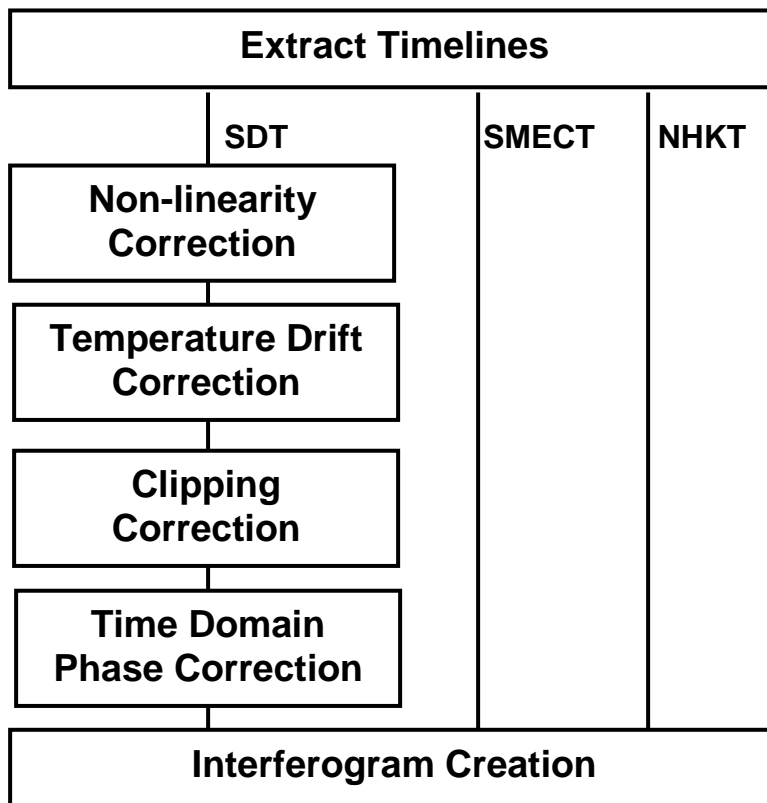 Extract Timelines
SDT SMECT NHKT
Non-linearity
Correction
Temperature Drift
Correction
Clipping
Correction
Time Domain
Phase Correction
Interferogram Creation